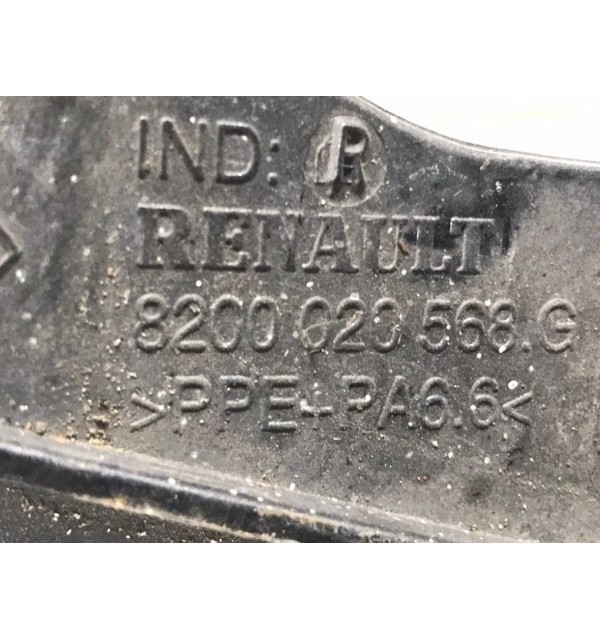 IND:
RENAULT
8200 020 568.G
>PPE+PA6.6<